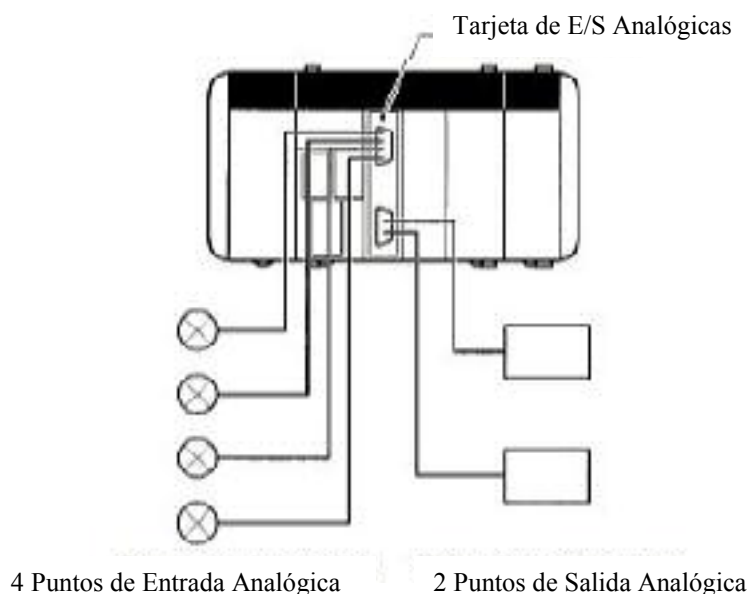 Tarjeta de E/S Analógicas
4 Puntos de Entrada Analógica
2 Puntos de Salida Analógica